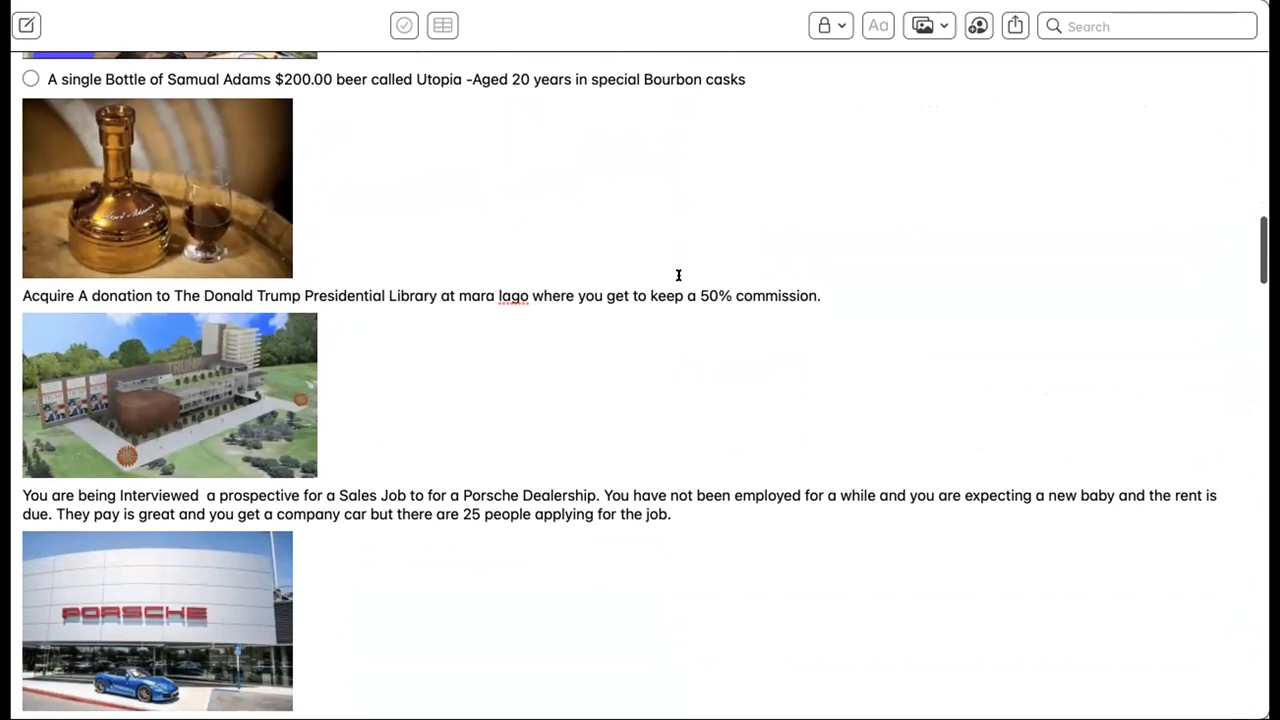 Aa
Search
A single Bottle of Samual Adams $200.00 beer called Utopia -Aged 20 years in special Bourbon casks
Acquire A donation to The Donald Trump Presidential Library at mara lago where you get to keep a 50% commission.
TRUMP
You are being Interviewed  a prospective for a Sales Job to for a Porsche Dealership. You have not been employed for a while and you are expecting a new baby and the rent is
due. They pay is great and you get a company car but there are 25 people applying for the job.
PORSCHE